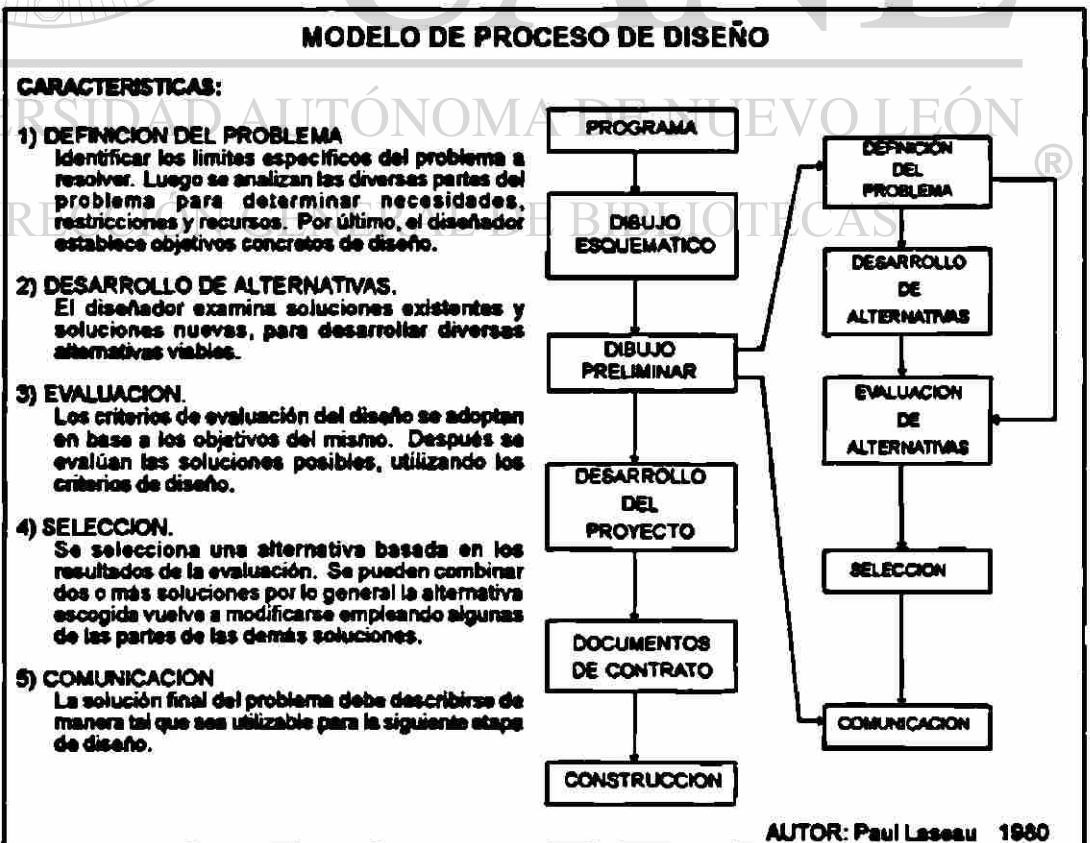 MODELO DE PROCESO DE DISEÑO
CARACTERISTICAS:
1) DEFINICION DEL PROBLEMA
Identificar los limites especificos del problema a
resolver. Luego se analizan las diversas partes del
problema para determinar necesidades,
restricciones y recursos. Por último, el diseñador
establece objetivos concretos de diseño.
2) DESARROLLO DE ALTERNATIVAS.
El diseñador examina soluciones existentes y
soluciones nuevas, para desarrollar diversas
alternativas viables.
3) EVALUACION.
Los criterios de evaluación del diseño se adoptan
en base a los objetivos del mismo. Después se
evalúan las soluciones posibles, utilizando los
criterios de diseño.
4) SELECCION.
Se selecciona una alternativa basada en los
resultados de la evaluación. Se pueden combinar
dos o más soluciones por lo general la alternativa
escogida vuelve a modificarse empleando algunas
de las partes de las demás soluciones.
5) COMUNICACION
La solución final del problema debe describirse de
manera tal que sea utilizable para la siguiente etapa
de diseño.
PROGRAMA
DIBUJO
ESQUEMATICO
DIBUJO
PRELIMINAR
DESARROLLO
DEL
PROYECTO
DOCUMENTOS
DE CONTRATO
CONSTRUCCION
DEFINICIÓN
DEL
PROBLEMA
DESARROLLO
DE
ALTERNATIVAS
EVALUACION
DE
ALTERNATIVAS
SELECCION
COMUNICACION
AUTOR: Paul Laseau 1980
AUTÓNOMA DE NUEVO LEÓN
DE BIBLIOTECAS
®